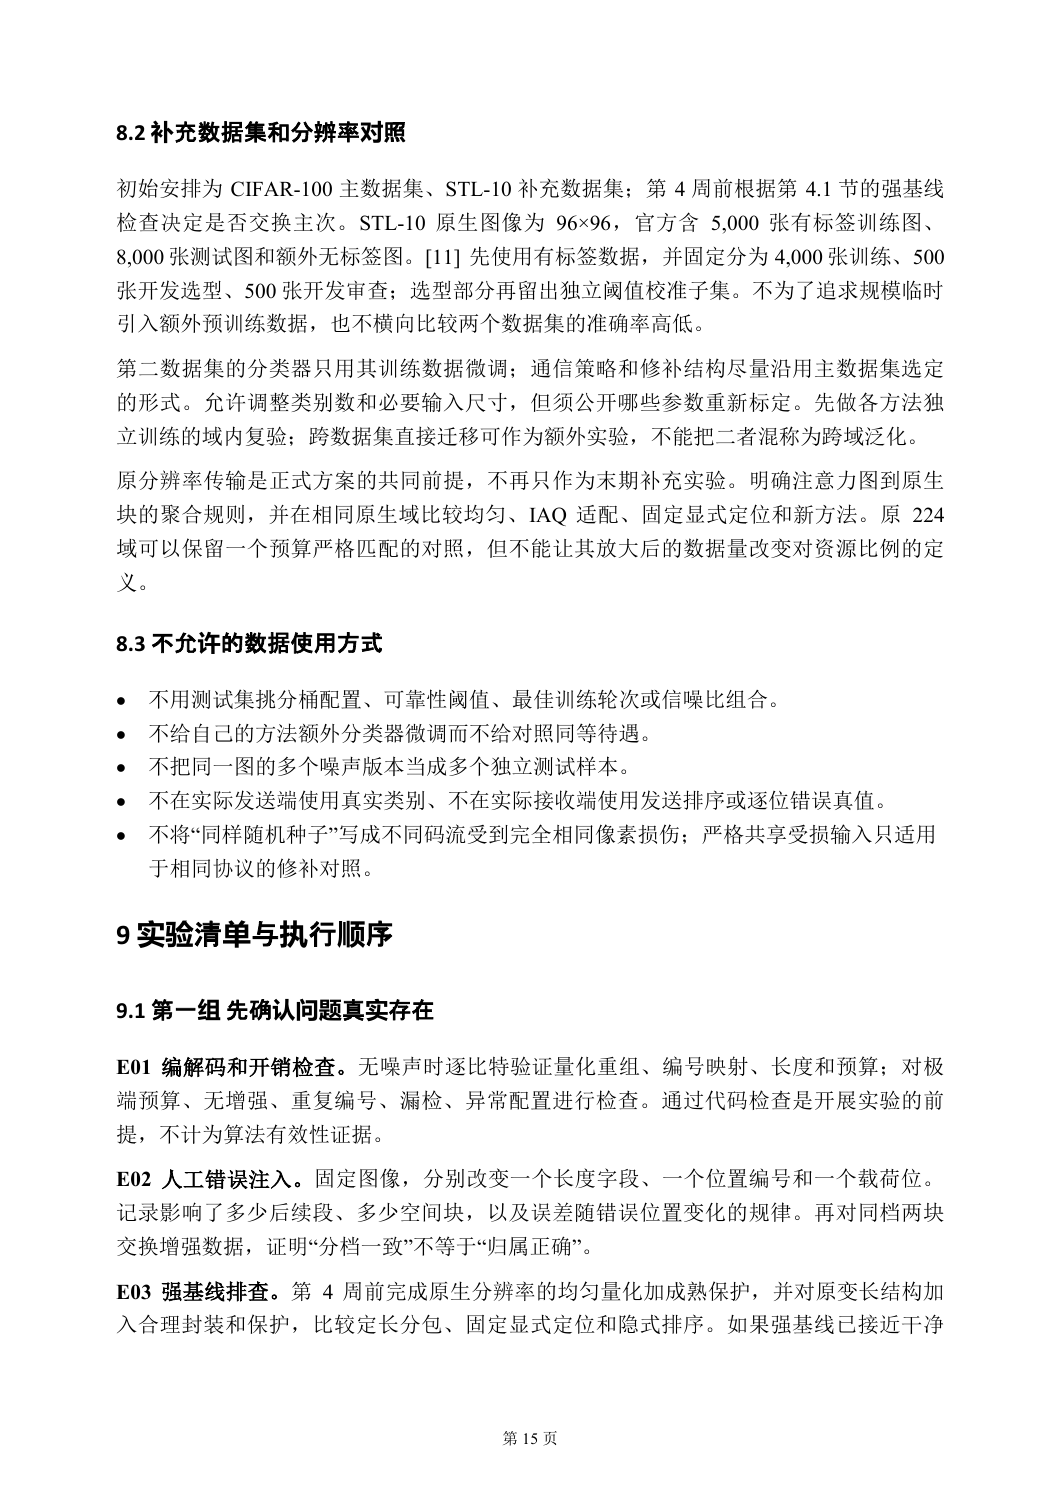 8.2 补充数据集和分辨率对照
初始安排为 CIFAR-100 主数据集、STL-10 补充数据集；第 4 周前根据第 4.1 节的强基线
检查决定是否交换主次。STL-10 原生图像为 96×96，官方含 5,000 张有标签训练图、
8,000 张测试图和额外无标签图。[11] 先使用有标签数据，并固定分为 4,000 张训练、500
张开发选型、500 张开发审查；选型部分再留出独立阈值校准子集。不为了追求规模临时
引入额外预训练数据，也不横向比较两个数据集的准确率高低。
第二数据集的分类器只用其训练数据微调；通信策略和修补结构尽量沿用主数据集选定
的形式。允许调整类别数和必要输入尺寸，但须公开哪些参数重新标定。先做各方法独
立训练的域内复验；跨数据集直接迁移可作为额外实验，不能把二者混称为跨域泛化。
原分辨率传输是正式方案的共同前提，不再只作为末期补充实验。明确注意力图到原生
块的聚合规则，并在相同原生域比较均匀、IAQ 适配、固定显式定位和新方法。原 224
域可以保留一个预算严格匹配的对照，但不能让其放大后的数据量改变对资源比例的定
义。
8.3 不允许的数据使用方式
• 不用测试集挑分桶配置、可靠性阈值、最佳训练轮次或信噪比组合。
• 不给自己的方法额外分类器微调而不给对照同等待遇。
• 不把同一图的多个噪声版本当成多个独立测试样本。
• 不在实际发送端使用真实类别、不在实际接收端使用发送排序或逐位错误真值。
• 不将“同样随机种子”写成不同码流受到完全相同像素损伤；严格共享受损输入只适用
于相同协议的修补对照。
9 实验清单与执行顺序
9.1 第一组 先确认问题真实存在
E01 编解码和开销检查。无噪声时逐比特验证量化重组、编号映射、长度和预算；对极
端预算、无增强、重复编号、漏检、异常配置进行检查。通过代码检查是开展实验的前
提，不计为算法有效性证据。
E02 人工错误注入。固定图像，分别改变一个长度字段、一个位置编号和一个载荷位。
记录影响了多少后续段、多少空间块，以及误差随错误位置变化的规律。再对同档两块
交换增强数据，证明“分档一致”不等于“归属正确”。
E03 强基线排查。第 4 周前完成原生分辨率的均匀量化加成熟保护，并对原变长结构加
入合理封装和保护，比较定长分包、固定显式定位和隐式排序。如果强基线已接近干净
第 15 页